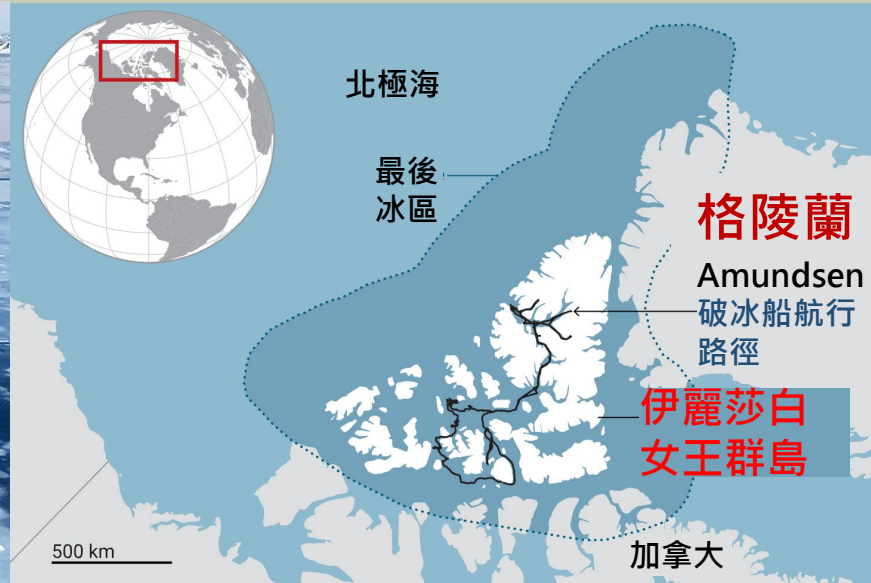 北極海
最後
冰區
格陵蘭
Amundsen
破冰船航行
路徑
伊麗莎白
女王群島
加拿大
500 km